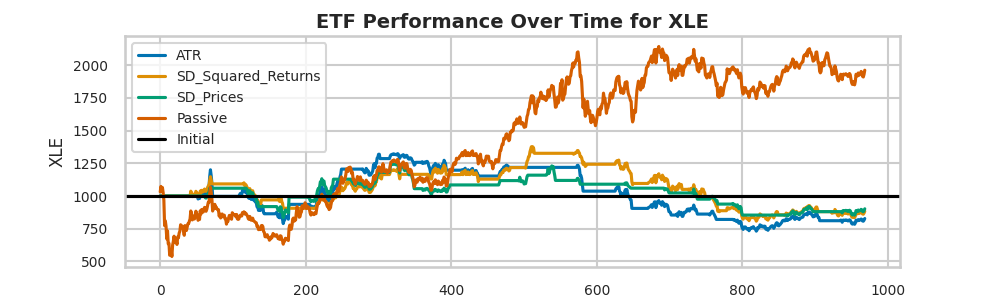 ETF Performance Over Time for XLE
ATR
SD_Squared_Returns
SD_Prices
Passive
Initial
XLE
2000
1750
1500
1250
1000
750
500
0 200 400 600 800 1000